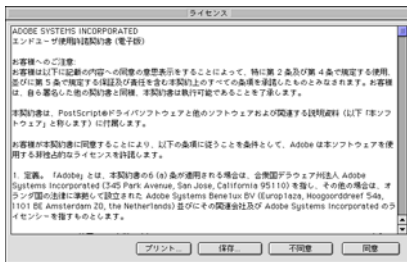 ライセンス
ADOBE SYSTEMS INCORPORATED
エンドユーザ使用許諾契約書 (電子版)
お客様へのご注意:
お客様は以下に記載の内容への同意の意思表示をすることによって、特に第 2 条及び第 4 条で規定する使用、
並びに第 5 条で規定する保証及び責任を含む本契約上のすべての条項を承諾したものとみなされます。お客様
は、自ら署名した他の契約書と同様、本契約書は執行可能であることを了承します。
本契約書は、PostScript®ドライバソフトウェアと他のソフトウェアおよび関連する説明資料(以下「本ソフ
トウェア」と称します)に付属します。
お客様が本契約書に同意することにより、以下の条項に従うことを条件として、Adobe は本ソフトウェアを使
用する非独占的なライセンスを許諾します。
1. 定義。「Adobe」とは、本契約書の6 (a) 条が適用される場合は、合衆国デラウェア州法人 Adobe
Systems Incorporated (345 Park Avenue, San Jose, California 95110) を指し、その他の場合は、オ
ランダ国の法律に準拠して設立された Adobe Systems Benelux BV (Europlaza, Hoogoorddreef 54a,
1101 BE Amsterdam ZO, the Netherlands) 並びにその関連会社及び Adobe Systems Incorporated のラ
イセンシーを指すものとします。
プリント... 保存... 不同意 同意